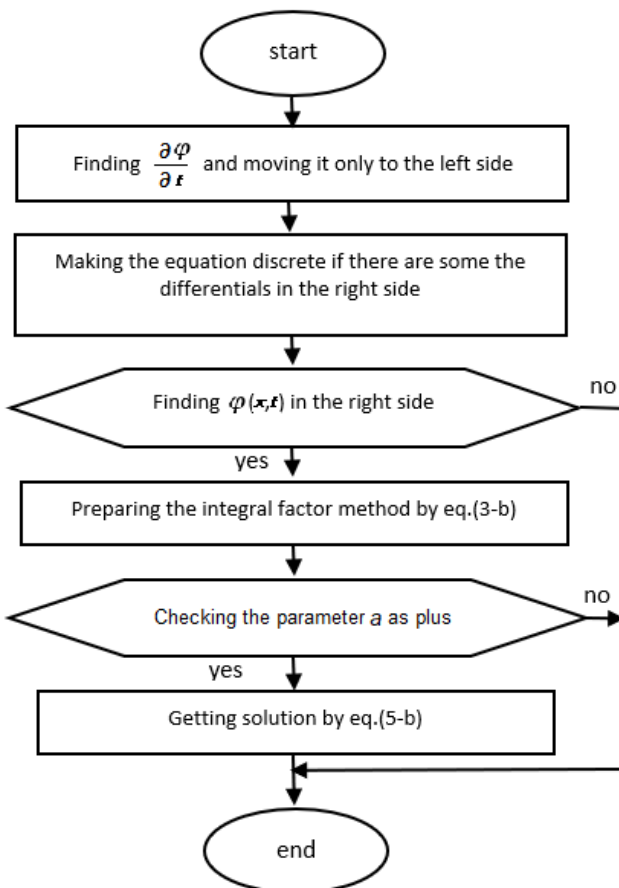 start
Finding ∂φ/∂t and moving it only to the left side
Making the equation discrete if there are some the
differentials in the right side
Finding φ(x,t) in the right side
no
yes
Preparing the integral factor method by eq.(3-b)
Checking the parameter a as plus
no
yes
Getting solution by eq.(5-b)
end